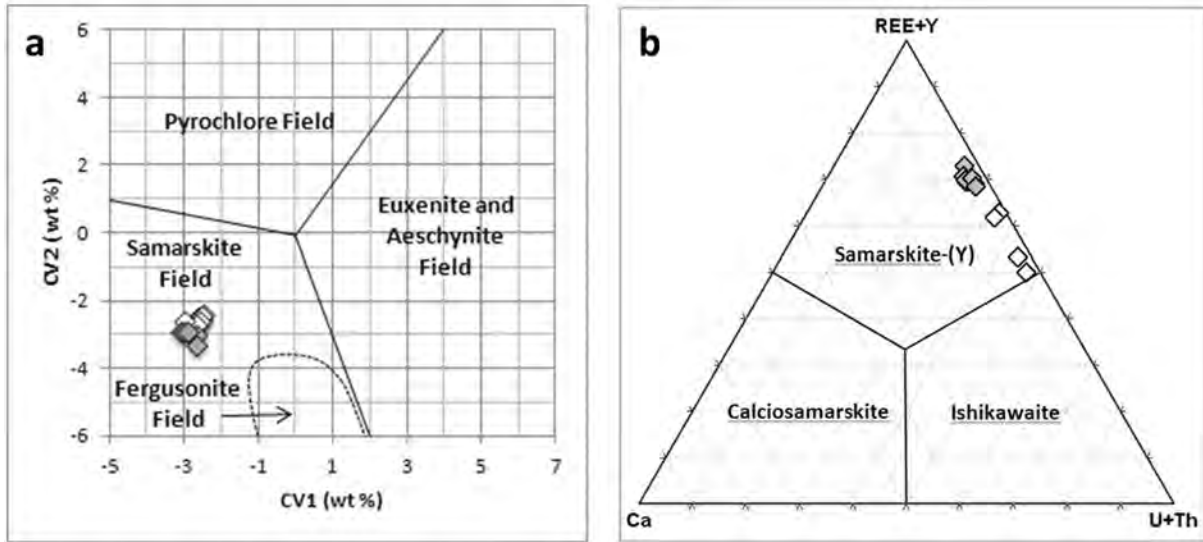 a
6
4
2
0
-2
-4
-6
CV2 (wt %)
Pyrochlore Field
Euxenite and
Aeschynite
Field
Samarskite
Field
Fergusonite
Field
-5 -3 -1 1 3 5 7
CV1 (wt %)
b
REE+Y
Samarskite-(Y)
Calciosamarskite
Ishikawaite
Ca
U+Th